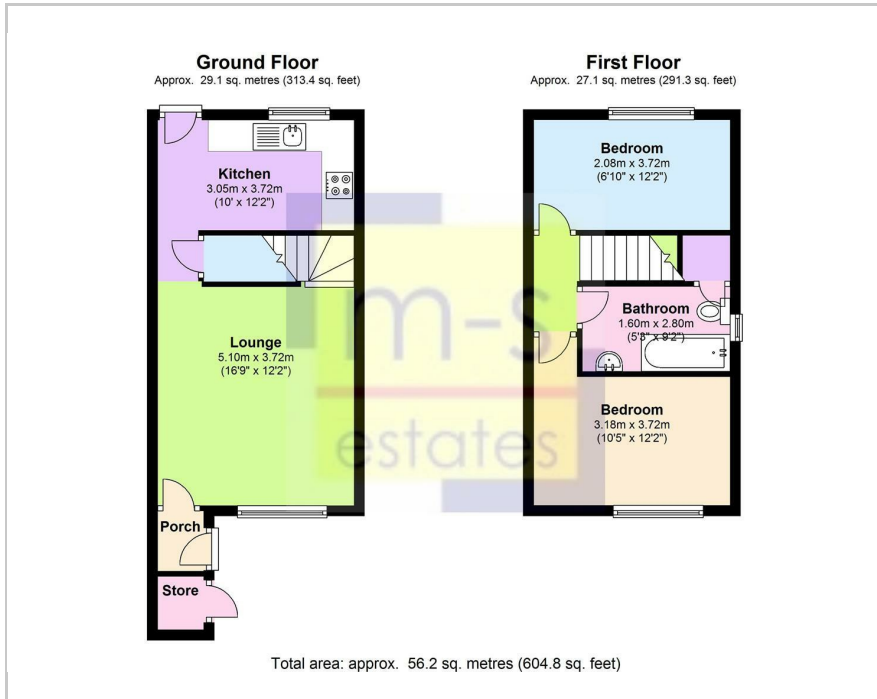 Ground Floor
Approx. 29.1 sq. metres (313.4 sq. feet)
Kitchen
3.05m x 3.72m
(10' x 12'2")
Lounge
5.10m x 3.72m
(16'9" x 12'2")
Porch
Store
First Floor
Approx. 27.1 sq. metres (291.3 sq. feet)
Bedroom
2.08m x 3.72m
(6'10" x 12'2")
Bathroom
1.60m x 2.80m
(5'3" x 9'2")
Bedroom
3.18m x 3.72m
(10'5" x 12'2")
m-s
estates
Total area: approx. 56.2 sq. metres (604.8 sq. feet)